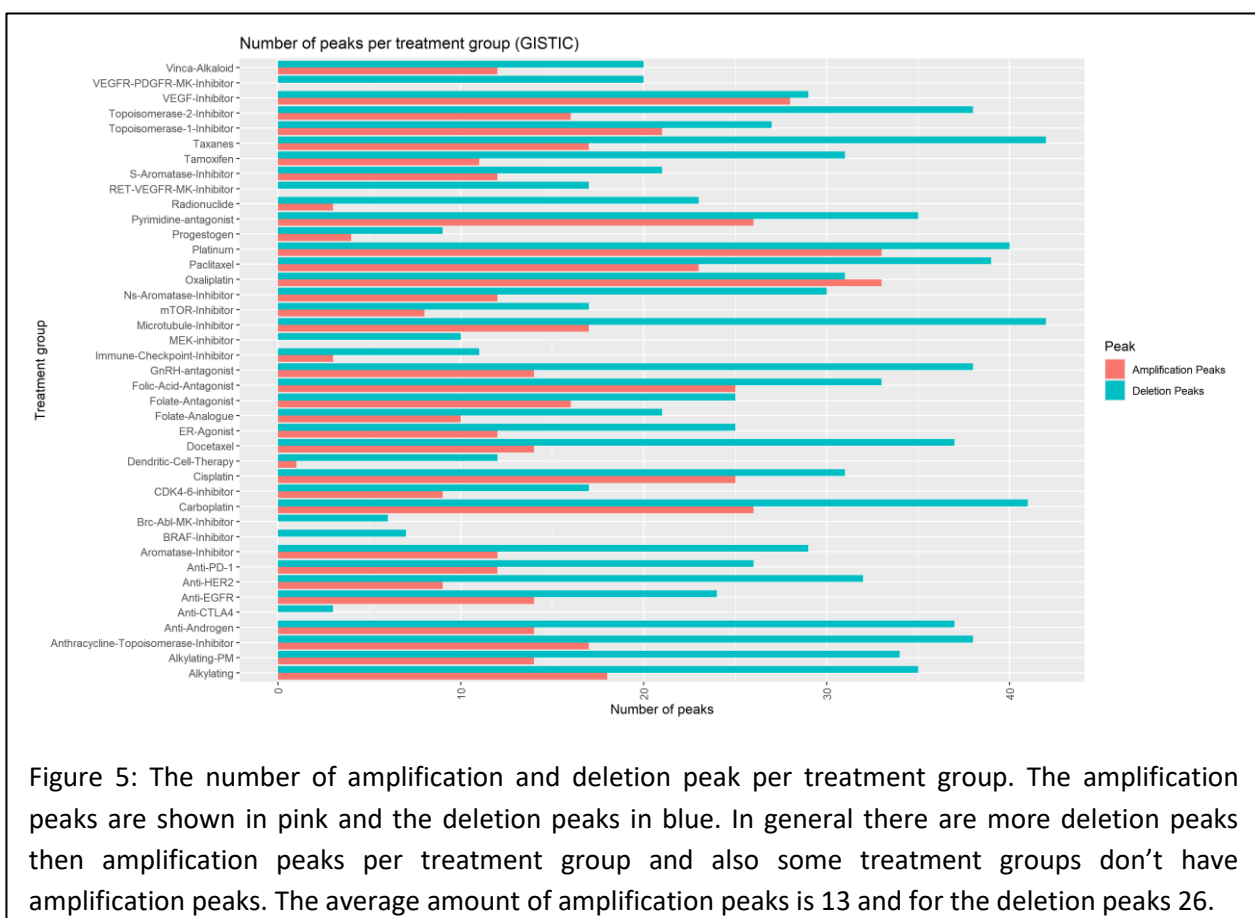 Number of peaks per treatment group (GISTIC)
Vinca-Alkaloid
VEGFR-PDGFR-MK-Inhibitor
VEGF-Inhibitor
Topoisomerase-2-Inhibitor
Topoisomerase-1-Inhibitor
Taxanes
Tamoxifen
S-Aromatase-Inhibitor
RET-VEGFR-MK-Inhibitor
Radionuclide
Pyrimidine-antagonist
Progestogen
Platinum
Paclitaxel
Oxaliplatin
Ns-Aromatase-Inhibitor
mTOR-Inhibitor
Microtubule-Inhibitor
MEK-inhibitor
Immune-Checkpoint-Inhibitor
GnRH-antagonist
Folic-Acid-Antagonist
Folate-Antagonist
Folate-Analogue
ER-Agonist
Docetaxel
Dendritic-Cell-Therapy
Cisplatin
CDK4-6-inhibitor
Carboplatin
Brc-Abl-MK-Inhibitor
BRAF-Inhibitor
Aromatase-Inhibitor
Anti-PD-1
Anti-HER2
Anti-EGFR
Anti-CTLA4
Anti-Androgen
Anthracycline-Topoisomerase-Inhibitor
Alkylating-PM
Alkylating
Treatment group
0 10 20 30 40
Number of peaks
Peak
Amplification Peaks
Deletion Peaks
Figure 5: The number of amplification and deletion peak per treatment group. The amplification
peaks are shown in pink and the deletion peaks in blue. In general there are more deletion peaks
then amplification peaks per treatment group and also some treatment groups don’t have
amplification peaks. The average amount of amplification peaks is 13 and for the deletion peaks 26.